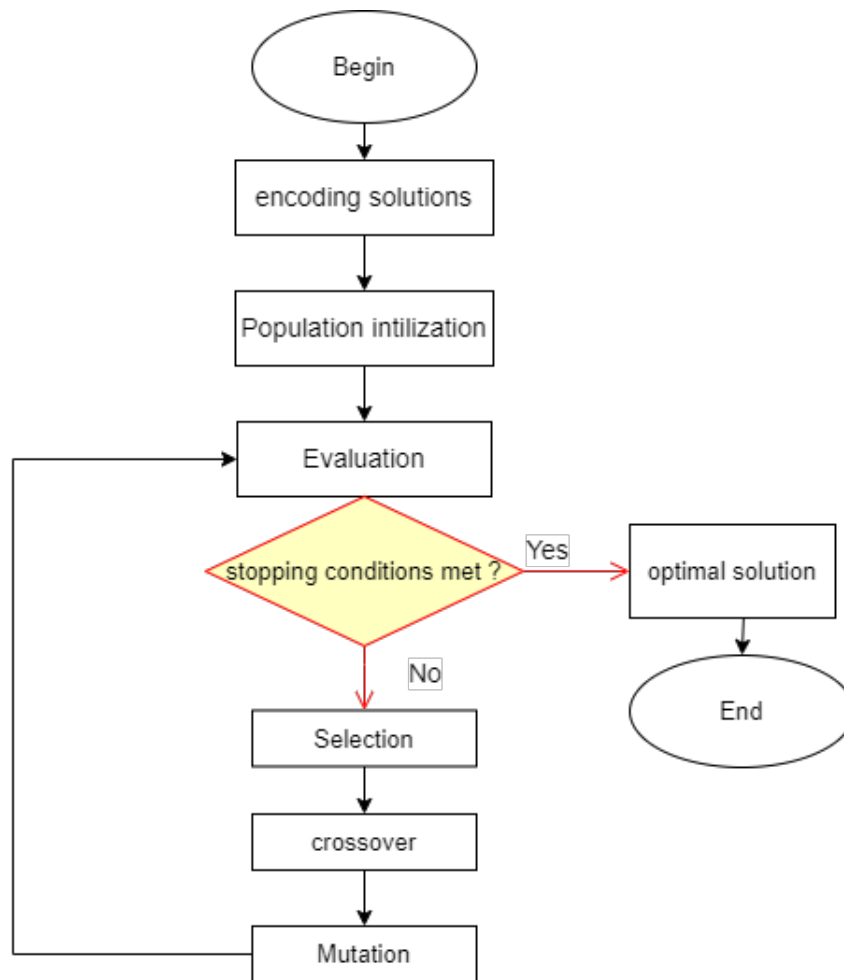 Begin
encoding solutions
Population intilization
Evaluation
stopping conditions met ?
Yes
optimal solution
No
End
Selection
crossover
Mutation